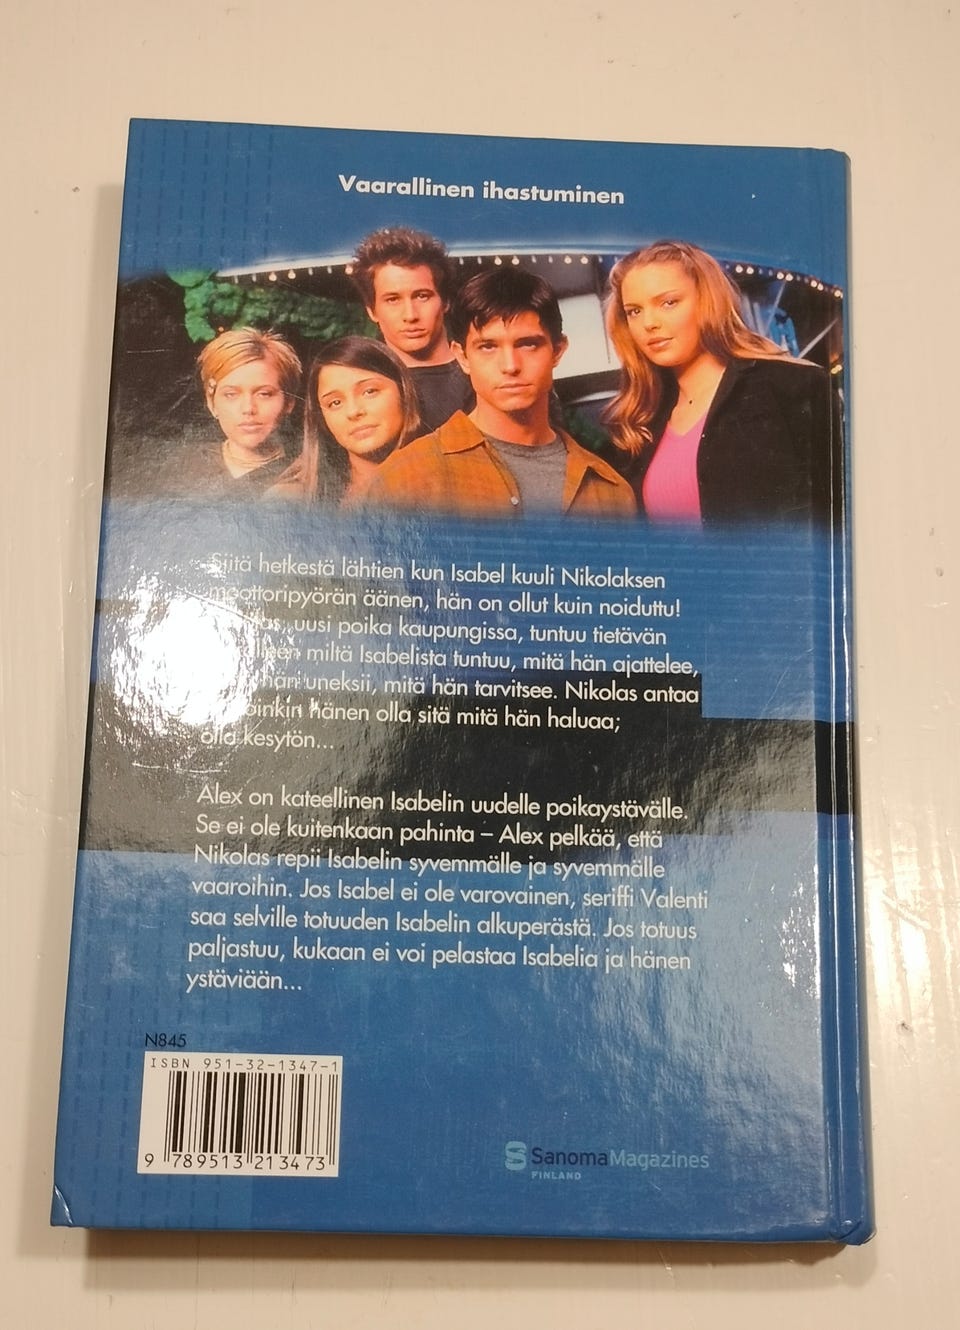 Vaarallinen ihastuminen
Siitä hetkestä lähtien kun Isabel kuuli Nikolaksen
moottoripyörän äänen, hän on ollut kuin noiduttu!
uusi poika kaupungissa, tuntuu tietävän
miltä Isabelista tuntuu, mitä hän ajattelee,
hän uneksii, mitä hän tarvitsee. Nikolas antaa
hänen olla sitä mitä hän haluaa;
olla kesytön...
Alex on kateellinen Isabelin uudelle poikaystävälle.
Se ei ole kuitenkaan pahinta – Alex pelkää, että
Nikolas repii Isabelin syvemmälle ja syvemmälle
vaaroihin. Jos Isabel ei ole varovainen, seriffi Valenti
saa selville totuuden Isabelin alkuperästä. Jos totuus
paljastuu, kukaan ei voi pelastaa Isabelia ja hänen
ystäviään...
N845
ISBN 951-32-1347-1
9 789513 213473
SanomaMagazines
FINLAND